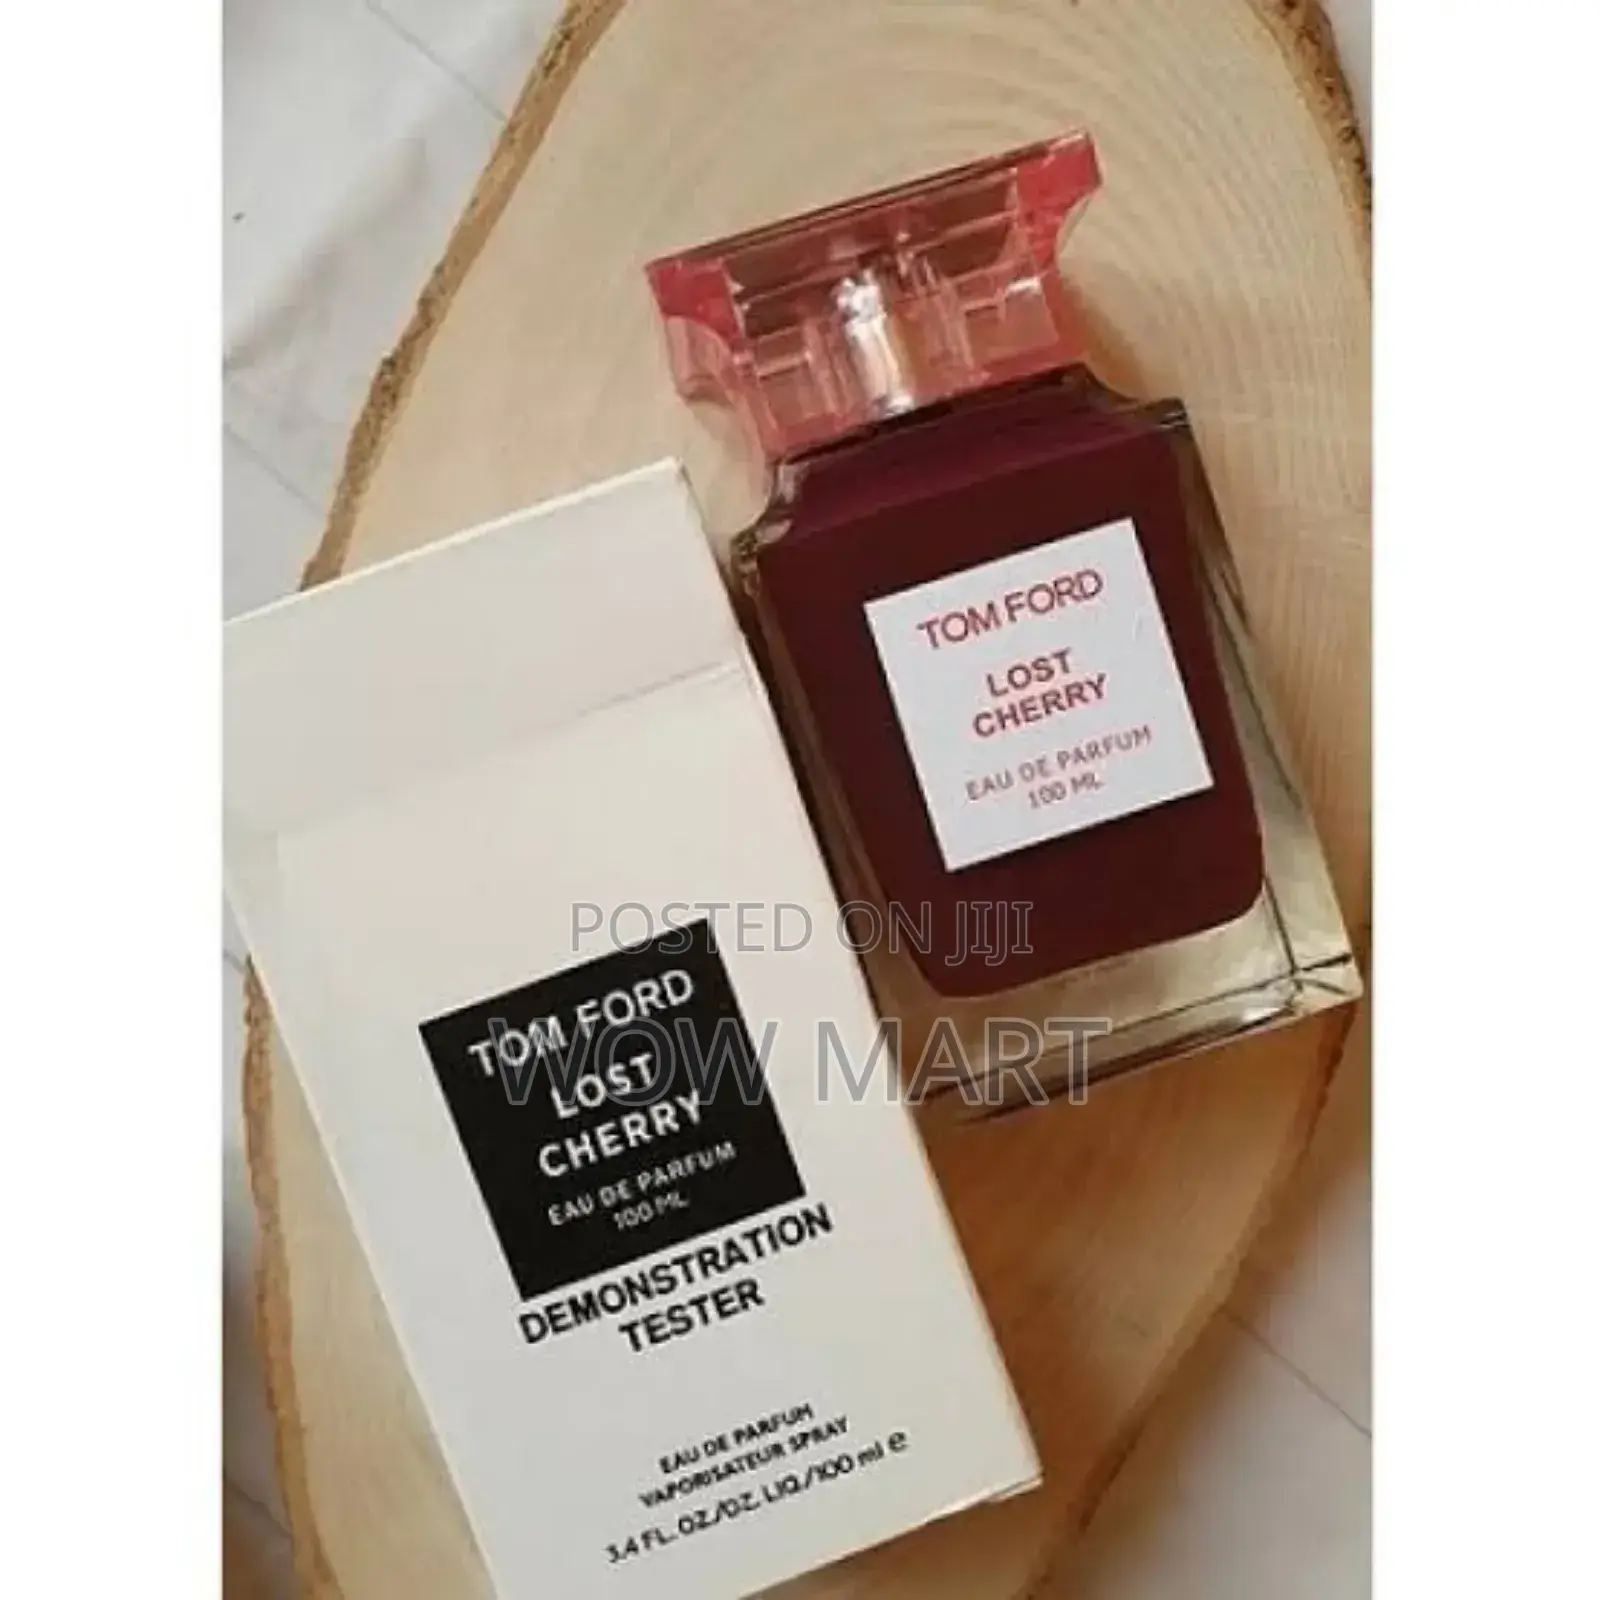 TOM FORD
LOST
CHERRY
EAU DE PARFUM
100 ML
POSTED ON JIJI
WOW MART
TOM FORD
LOST
CHERRY
EAU DE PARFUM
100 ML
DEMONSTRATION
TESTER
EAU DE PARFUM
VAPORISATEUR SPRAY
3.4 FL. OZ./OZ. LIQ./100 ml e